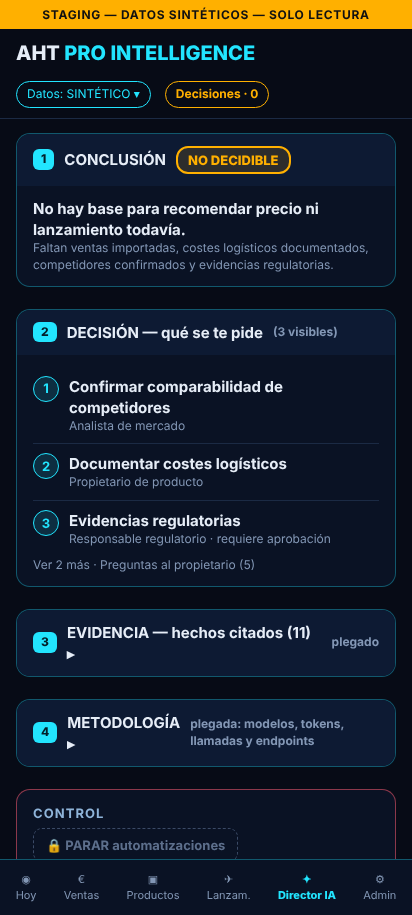 STAGING — DATOS SINTÉTICOS — SOLO LECTURA
AHT PRO INTELLIGENCE
Datos: SINTÉTICO ▾
Decisiones · 0
1 CONCLUSIÓN NO DECIDIBLE
No hay base para recomendar precio ni
lanzamiento todavía.
Faltan ventas importadas, costes logísticos documentados,
competidores confirmados y evidencias regulatorias.
2 DECISIÓN — qué se te pide (3 visibles)
1 Confirmar comparabilidad de
competidores
Analista de mercado
2 Documentar costes logísticos
Propietario de producto
3 Evidencias regulatorias
Responsable regulatorio · requiere aprobación
Ver 2 más · Preguntas al propietario (5)
3 EVIDENCIA — hechos citados (11) plegado
▸
4 METODOLOGÍA plegada: modelos, tokens,
▸ llamadas y endpoints
CONTROL
🔒 PARAR automatizaciones
◉ € ▣ ✈ ✦ ⚙
Hoy Ventas Productos Lanzam. Director IA Admin